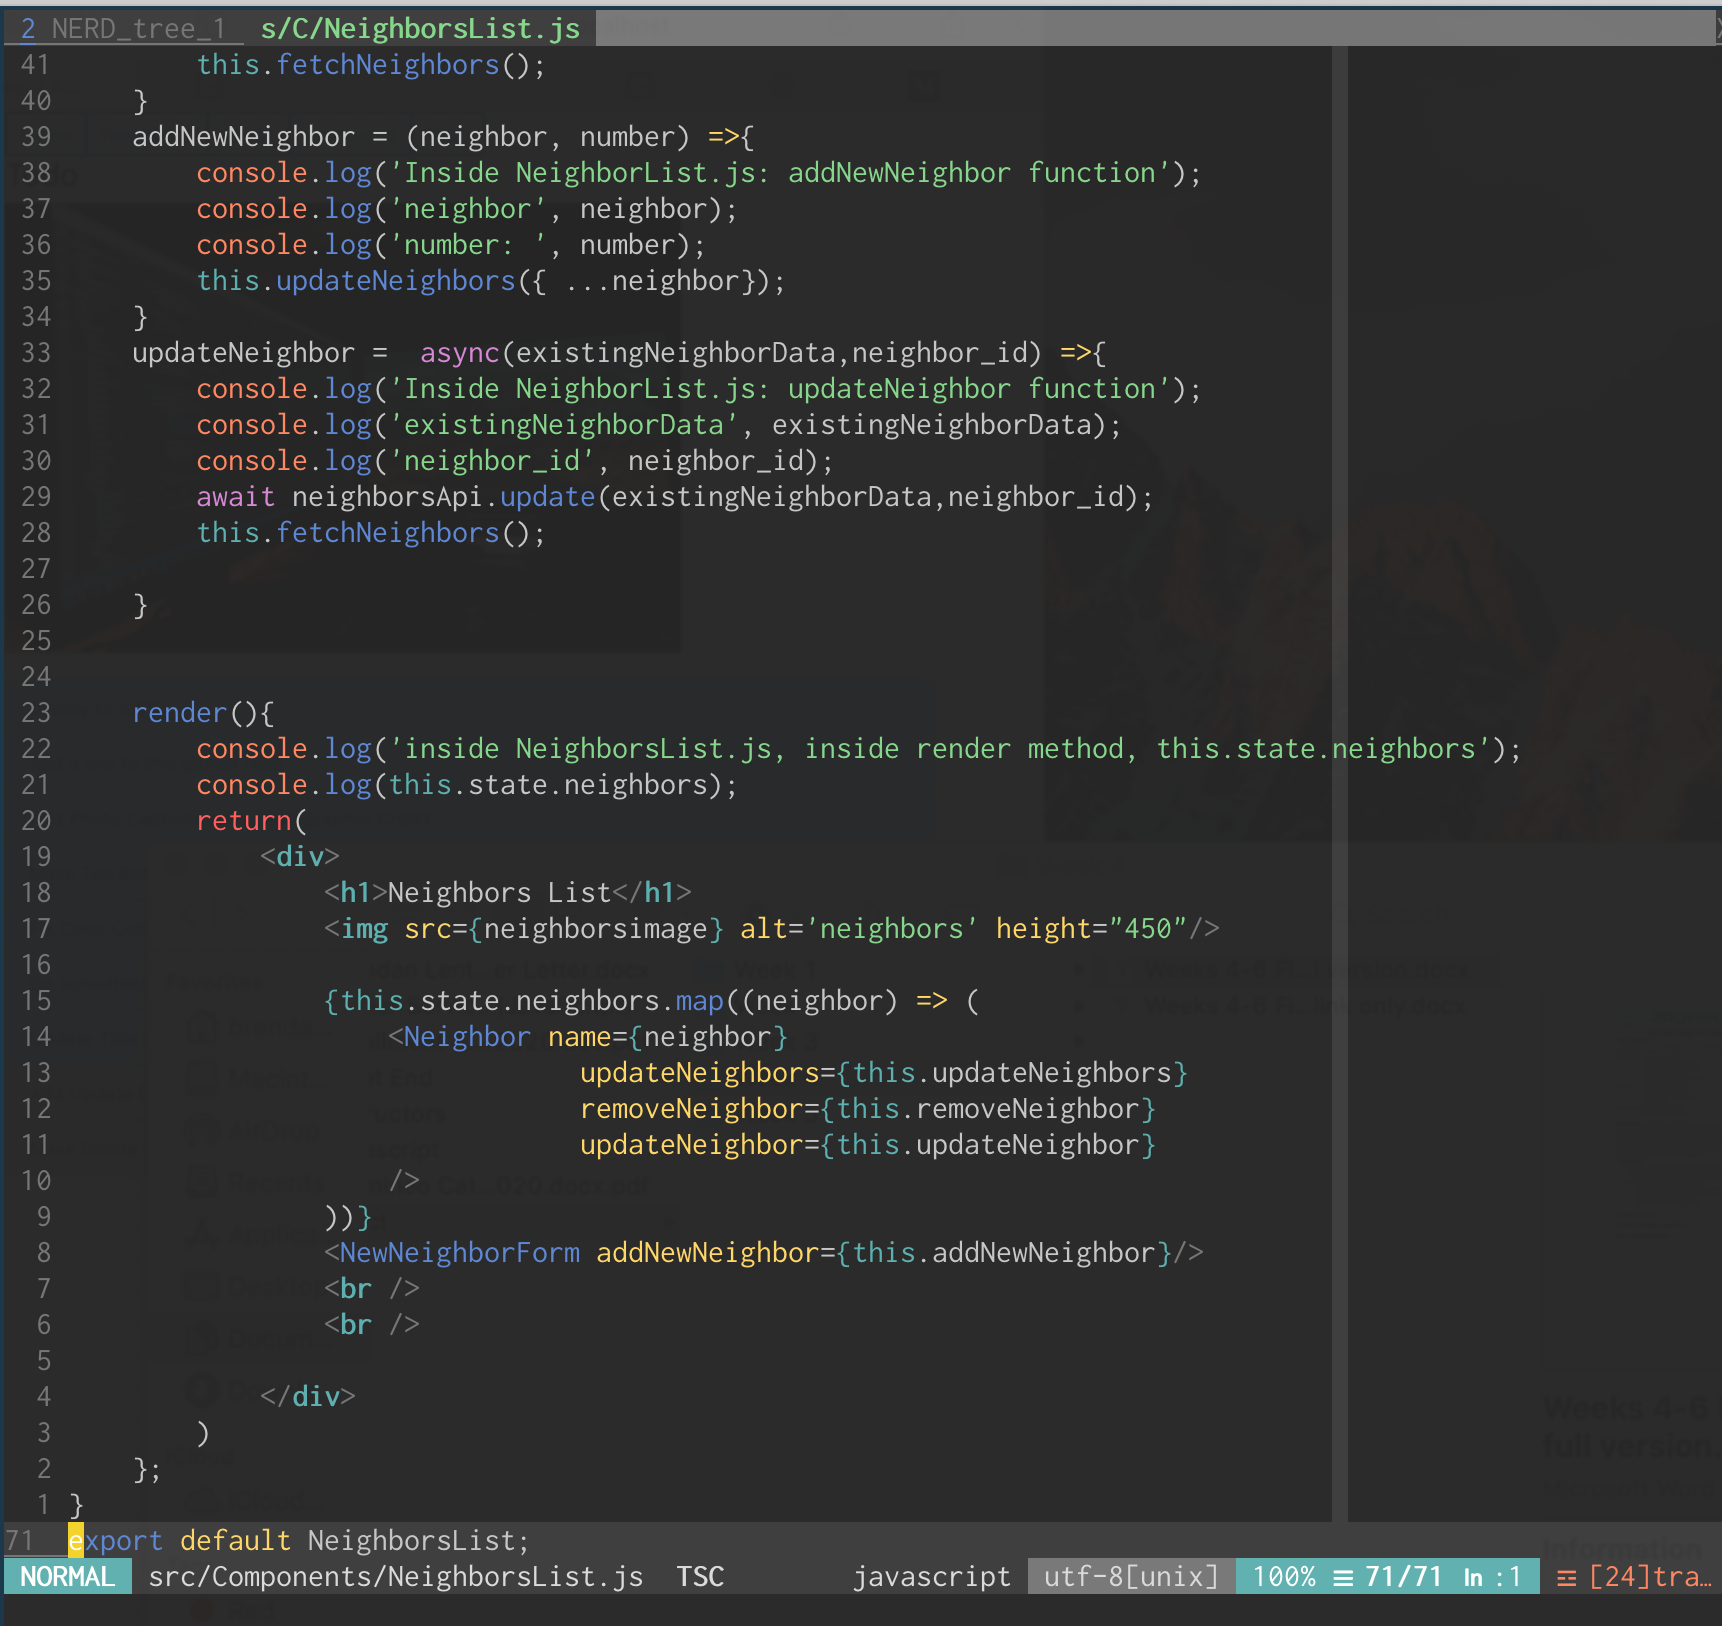 2 NERD_tree_1  s/C/NeighborsList.js
41         this.fetchNeighbors();
40     }
39     addNewNeighbor = (neighbor, number) =>{
38         console.log('Inside NeighborList.js: addNewNeighbor function');
37         console.log('neighbor', neighbor);
36         console.log('number: ', number);
35         this.updateNeighbors({ ...neighbor});
34     }
33     updateNeighbor =  async(existingNeighborData,neighbor_id) =>{
32         console.log('Inside NeighborList.js: updateNeighbor function');
31         console.log('existingNeighborData', existingNeighborData);
30         console.log('neighbor_id', neighbor_id);
29         await neighborsApi.update(existingNeighborData,neighbor_id);
28         this.fetchNeighbors();
27
26     }
25
24
23     render(){
22         console.log('inside NeighborsList.js, inside render method, this.state.neighbors');
21         console.log(this.state.neighbors);
20         return(
19             <div>
18                 <h1>Neighbors List</h1>
17                 <img src={neighborsimage} alt='neighbors' height="450"/>
16
15                 {this.state.neighbors.map((neighbor) => (
14                     <Neighbor name={neighbor}
13                                 updateNeighbors={this.updateNeighbors}
12                                 removeNeighbor={this.removeNeighbor}
11                                 updateNeighbor={this.updateNeighbor}
10                     />
9                 ))}
8                 <NewNeighborForm addNewNeighbor={this.addNewNeighbor}/>
7                 <br />
6                 <br />
5
4             </div>
3         )
2     };
1 }
71  export default NeighborsList;
NORMAL  src/Components/NeighborsList.js  TSC  javascript  utf-8[unix]  100% ☰ 71/71 ln :1  ☲ [24]tra…